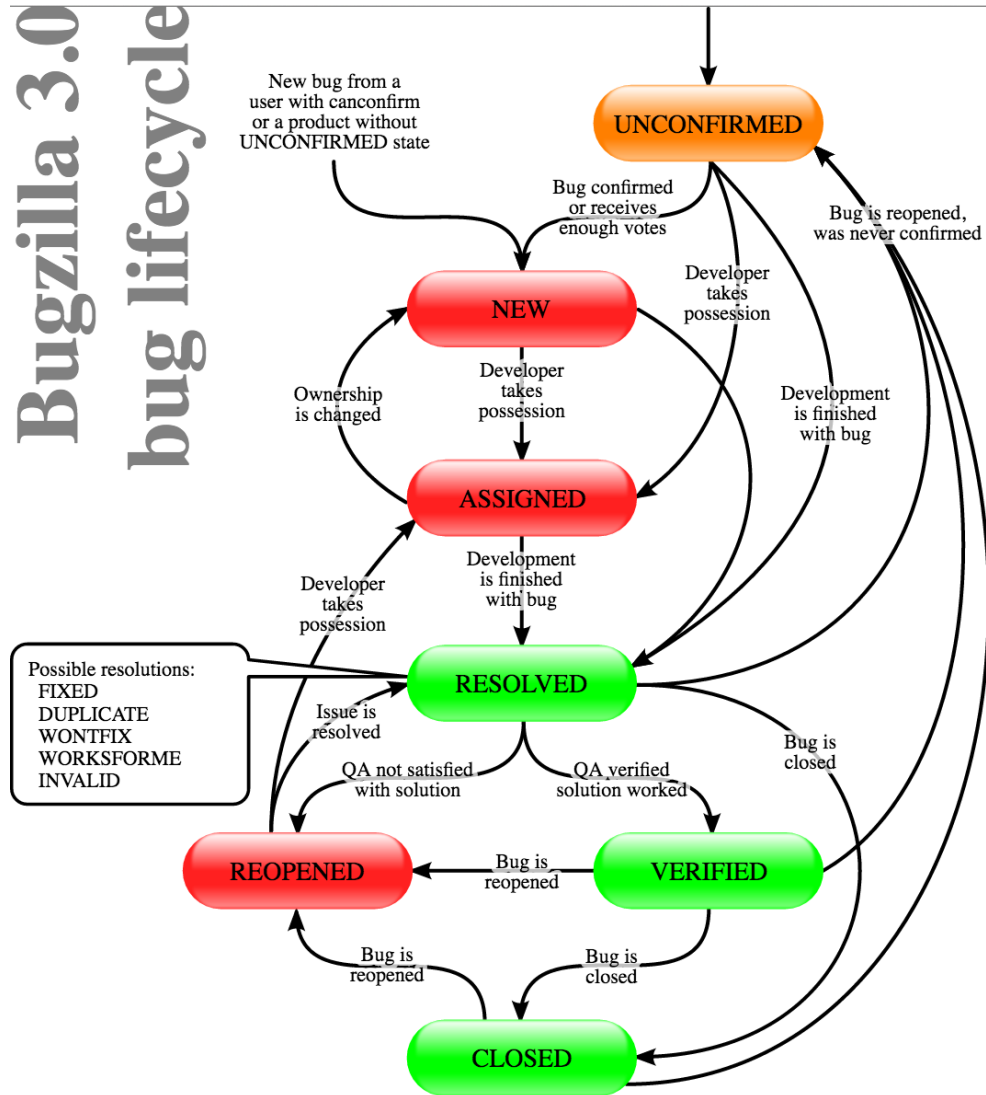 Bugzilla 3.0
bug lifecycle
New bug from a
user with canconfirm
or a product without
UNCONFIRMED state
UNCONFIRMED
Bug confirmed
or receives
enough votes
Bug is reopened,
was never confirmed
Developer
takes
possession
NEW
Ownership
is changed
Developer
takes
possession
Development
is finished
with bug
ASSIGNED
Developer
takes
possession
Development
is finished
with bug
Possible resolutions:
FIXED
DUPLICATE
WONTFIX
WORKSFORME
INVALID
RESOLVED
Issue is
resolved
Bug is
closed
QA not satisfied
with solution
QA verified
solution worked
REOPENED
Bug is
reopened
VERIFIED
Bug is
reopened
Bug is
closed
CLOSED